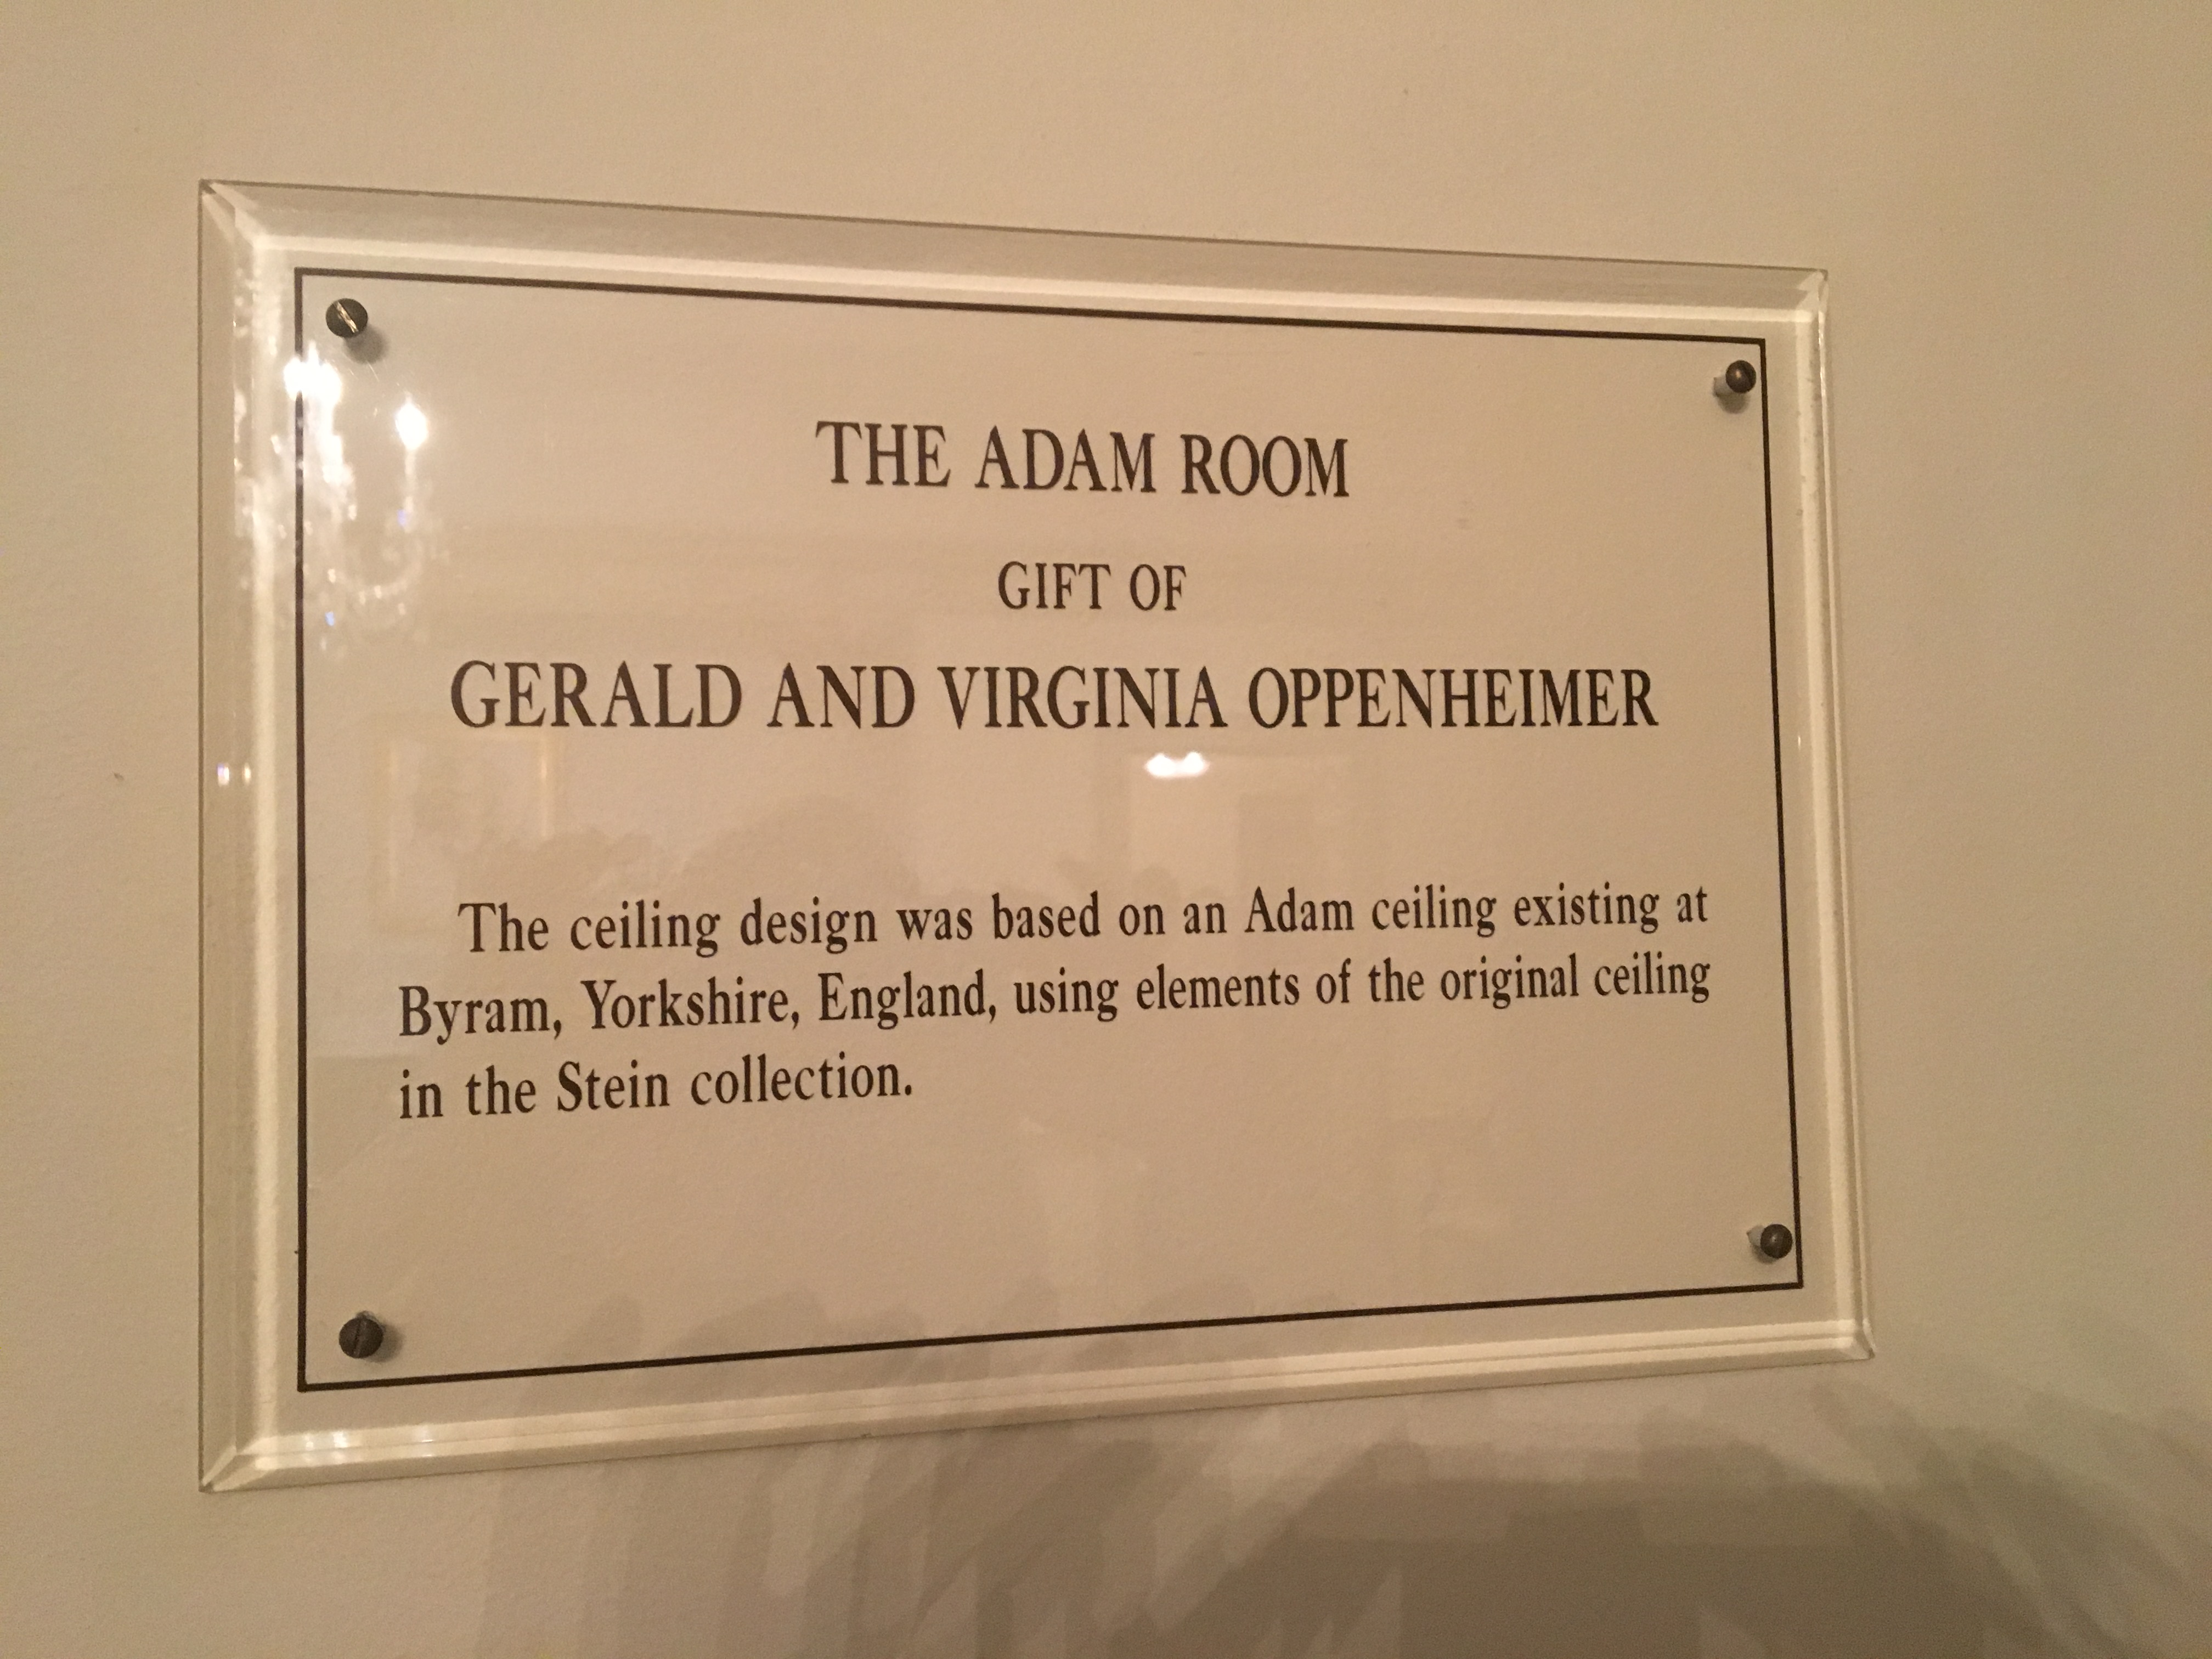 THE ADAM ROOM
GIFT OF
GERALD AND VIRGINIA OPPENHEIMER
The ceiling design was based on an Adam ceiling existing at
Byram, Yorkshire, England, using elements of the original ceiling
in the Stein collection.